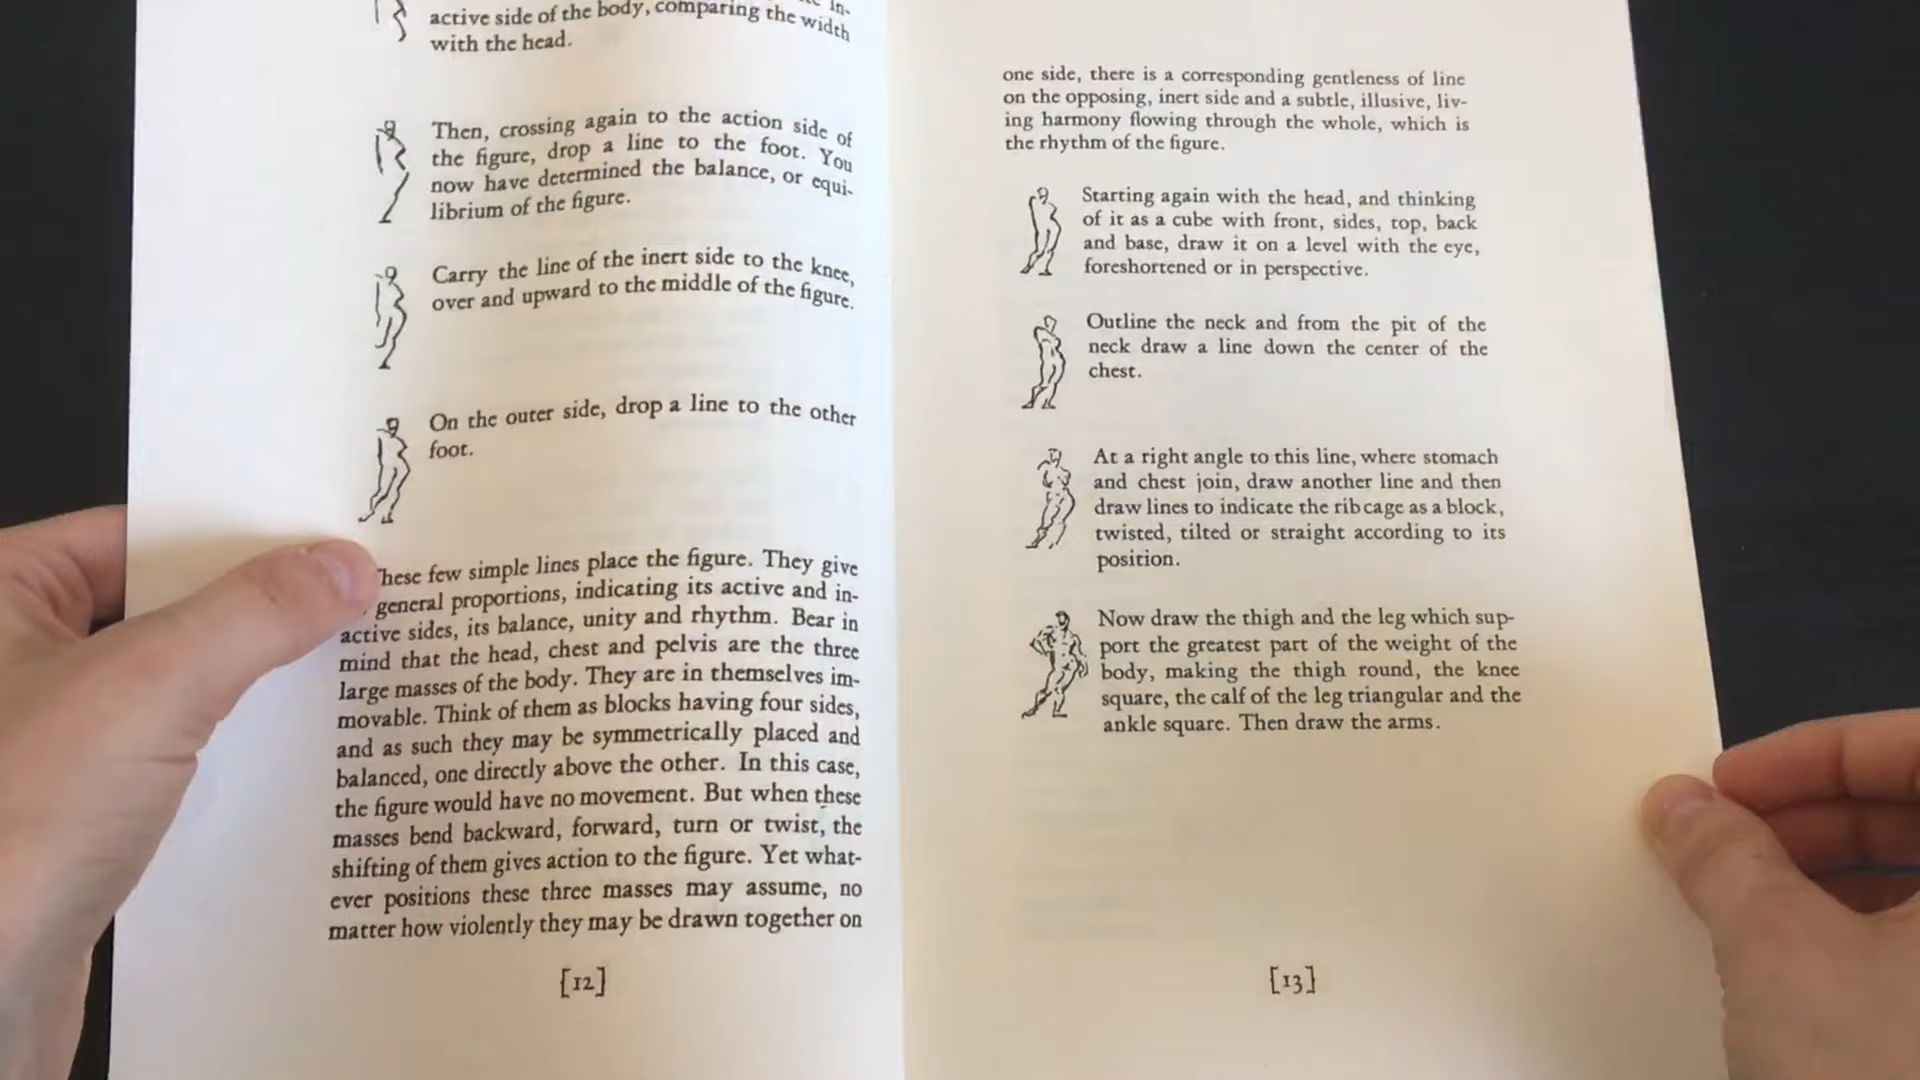 in-
active side of the body, comparing the width
with the head.
Then, crossing again to the action side of
the figure, drop a line to the foot. You
now have determined the balance, or equi-
librium of the figure.
Carry the line of the inert side to the knee,
over and upward to the middle of the figure.
On the outer side, drop a line to the other
foot.
hese few simple lines place the figure. They give
general proportions, indicating its active and in-
active sides, its balance, unity and rhythm. Bear in
mind that the head, chest and pelvis are the three
large masses of the body. They are in themselves im-
movable. Think of them as blocks having four sides,
and as such they may be symmetrically placed and
balanced, one directly above the other. In this case,
the figure would have no movement. But when these
masses bend backward, forward, turn or twist, the
shifting of them gives action to the figure. Yet what-
ever positions these three masses may assume, no
matter how violently they may be drawn together on
[12]
one side, there is a corresponding gentleness of line
on the opposing, inert side and a subtle, illusive, liv-
ing harmony flowing through the whole, which is
the rhythm of the figure.
Starting again with the head, and thinking
of it as a cube with front, sides, top, back
and base, draw it on a level with the eye,
foreshortened or in perspective.
Outline the neck and from the pit of the
neck draw a line down the center of the
chest.
At a right angle to this line, where stomach
and chest join, draw another line and then
draw lines to indicate the rib cage as a block,
twisted, tilted or straight according to its
position.
Now draw the thigh and the leg which sup-
port the greatest part of the weight of the
body, making the thigh round, the knee
square, the calf of the leg triangular and the
ankle square. Then draw the arms.
[13]